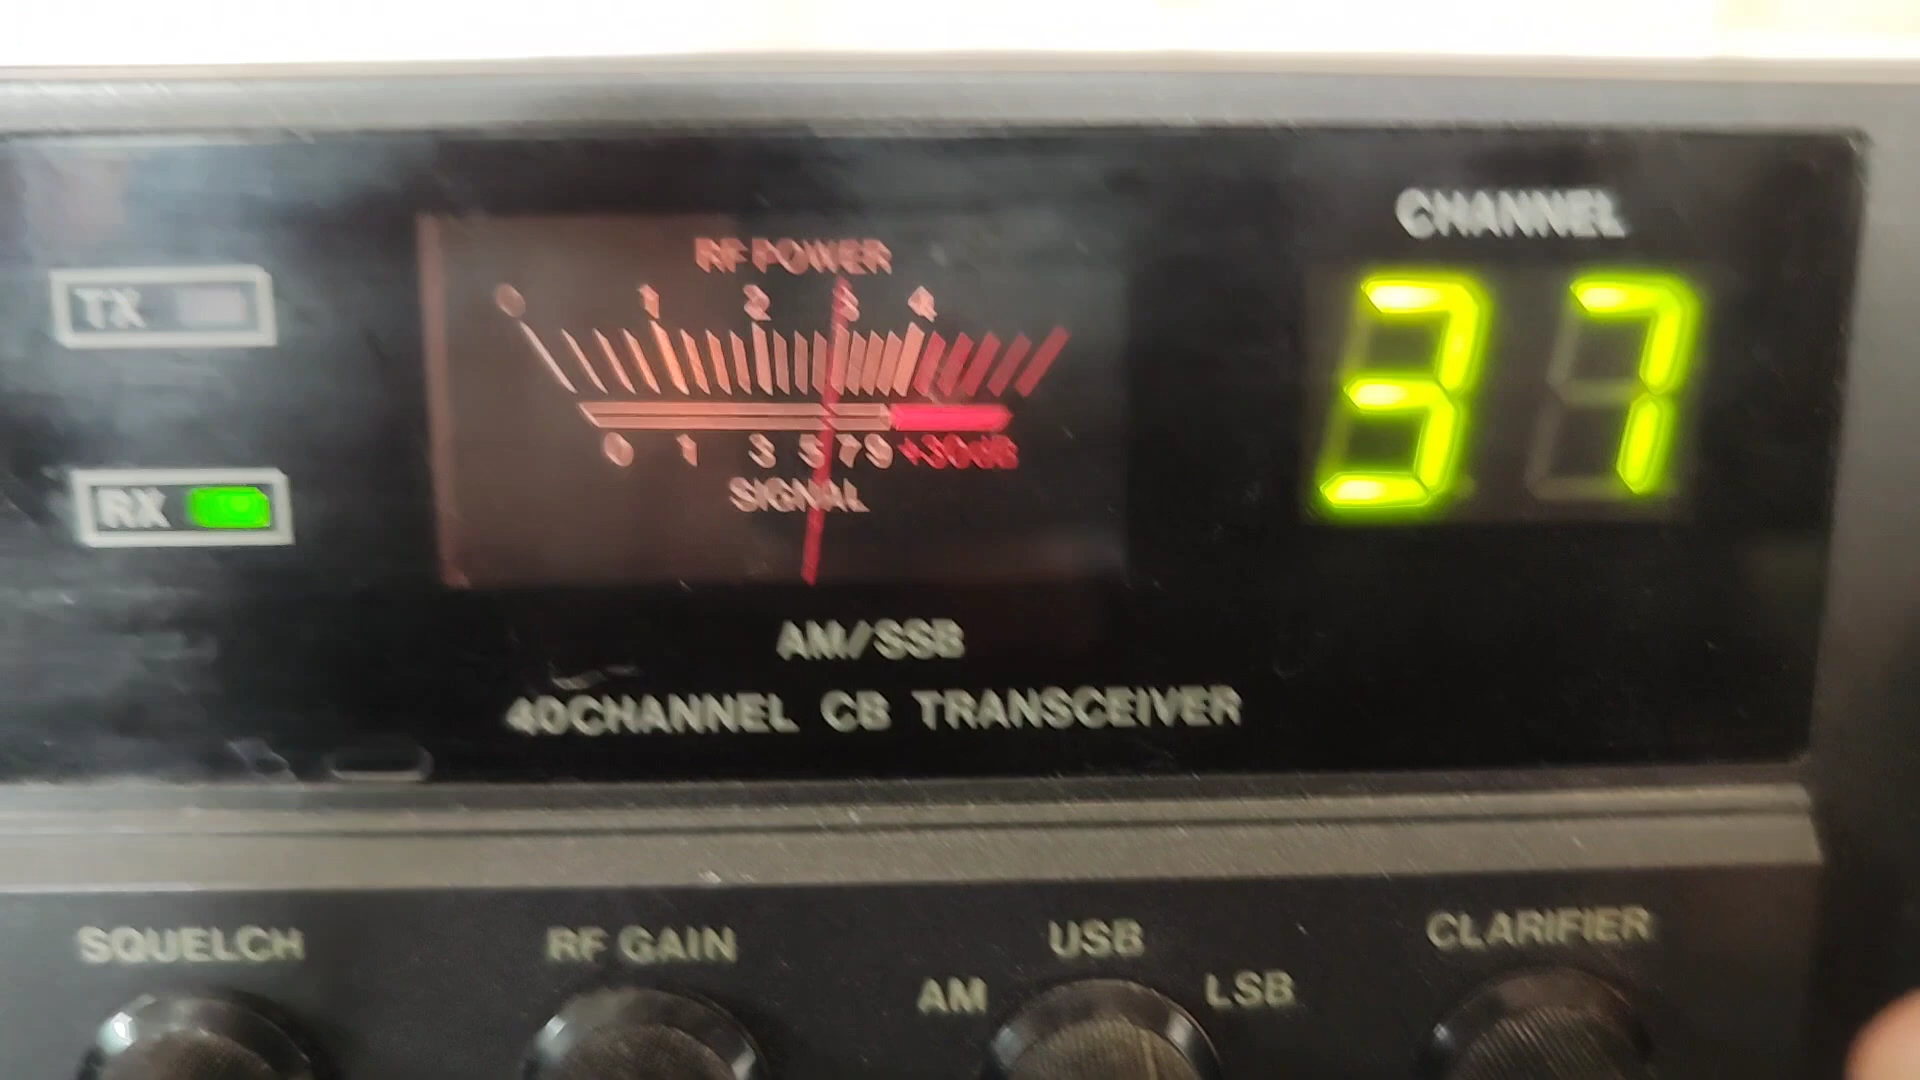 CHANNEL
37
RF POWER
0 1 2 3 4
0 1 3 5 7 9 +30dB
SIGNAL
TX
RX
AM/SSB
40CHANNEL CB TRANSCEIVER
SQUELCH
RF GAIN
AM
USB
LSB
CLARIFIER